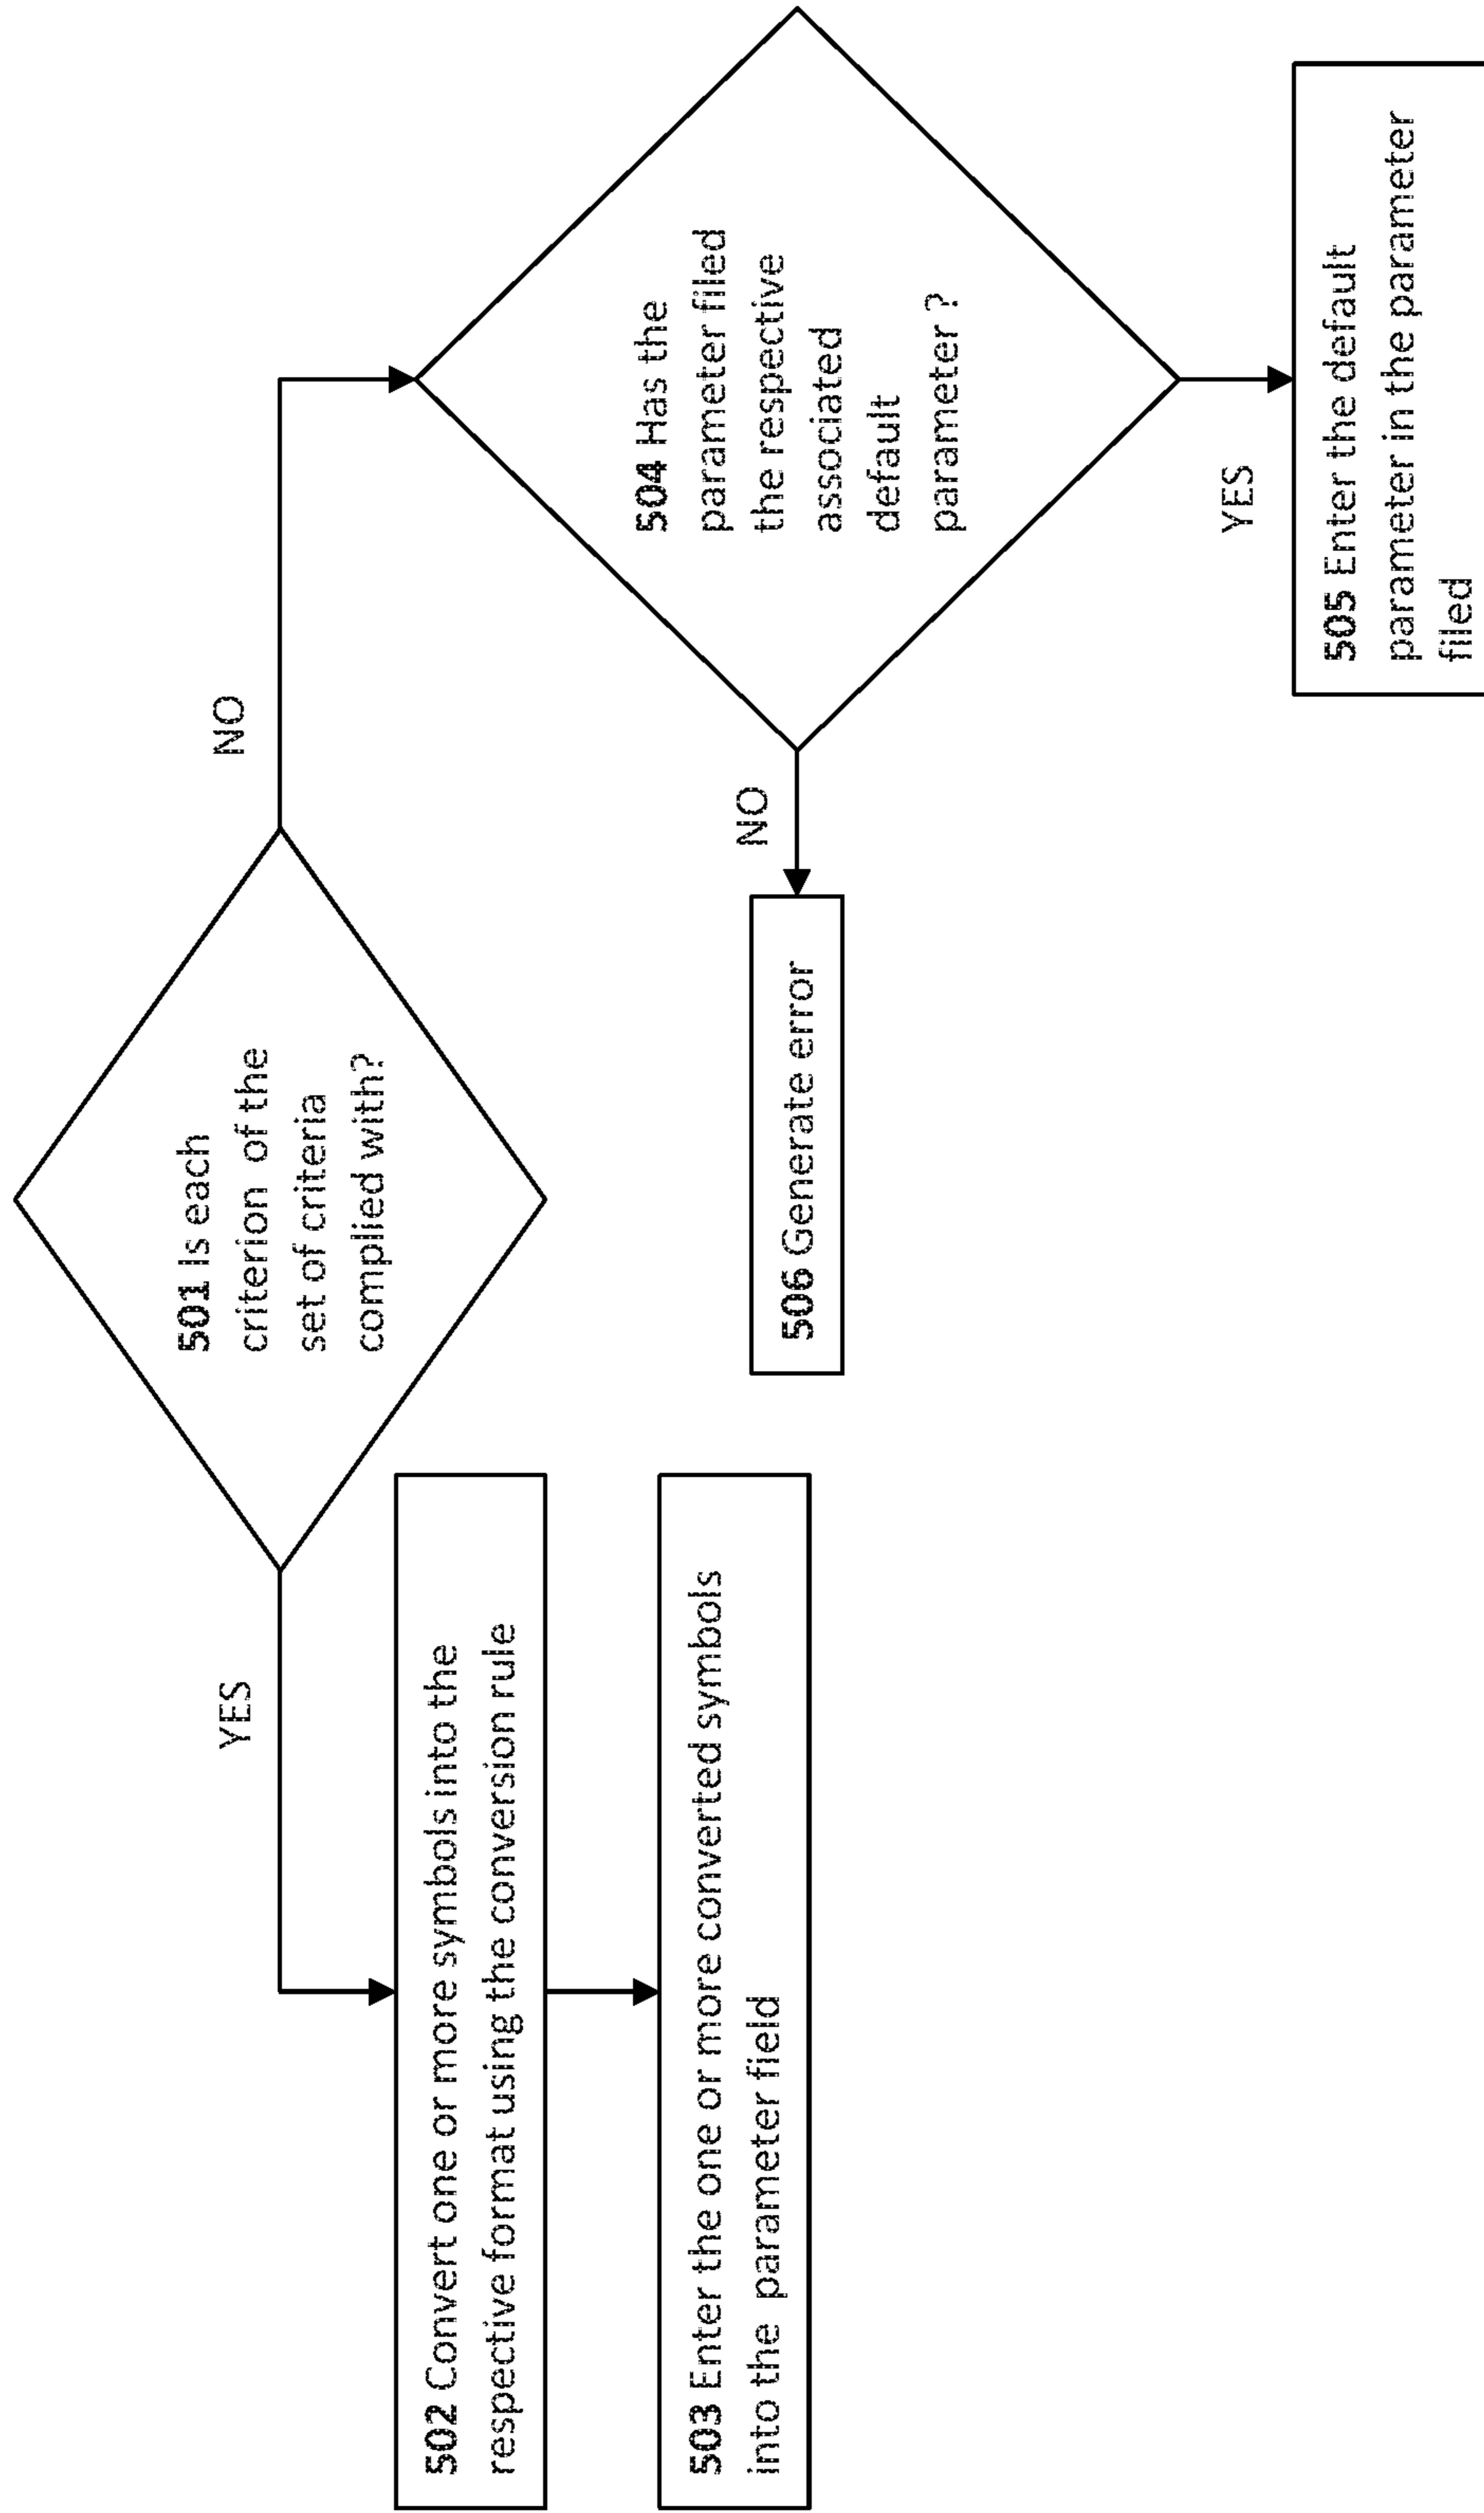 501 Is each
criterion of the
set of criteria
complied with?
YES
NO
502 Convert one or more symbols into the
respective format using the conversion rule
503 Enter the one or more converted symbols
into the parameter field
504 Has the
parameter filed
the respective
associated
default
parameter ?
NO
506 Generate error
YES
505 Enter the default
parameter in the parameter
filed